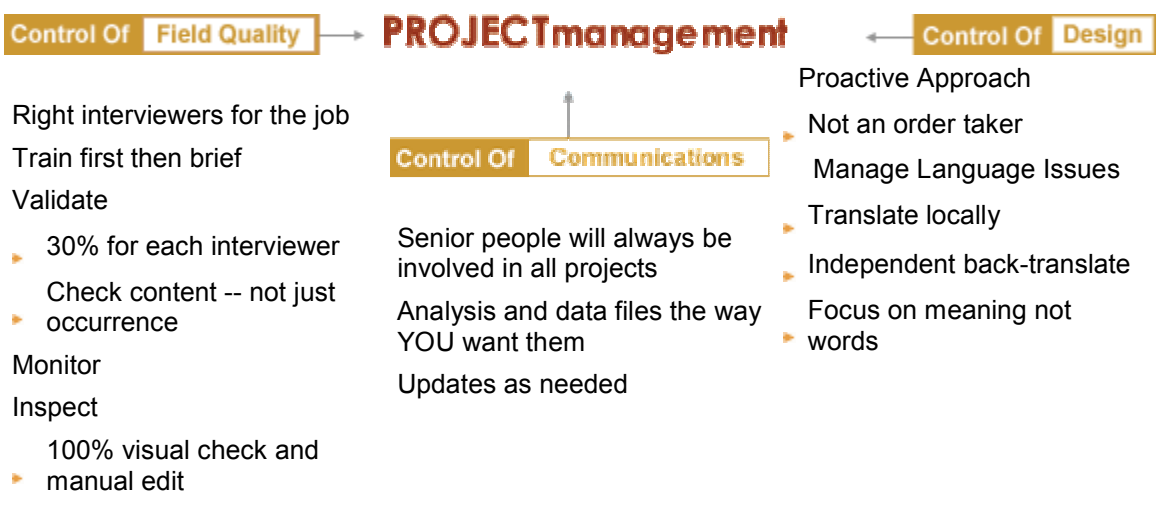 Control Of Field Quality
PROJECTmanagement
Control Of Design
Right interviewers for the job
Train first then brief
Validate
30% for each interviewer
Check content -- not just
occurrence
Monitor
Inspect
100% visual check and
manual edit
Control Of Communications
Senior people will always be
involved in all projects
Analysis and data files the way
YOU want them
Updates as needed
Proactive Approach
Not an order taker
Manage Language Issues
Translate locally
Independent back-translate
Focus on meaning not
words